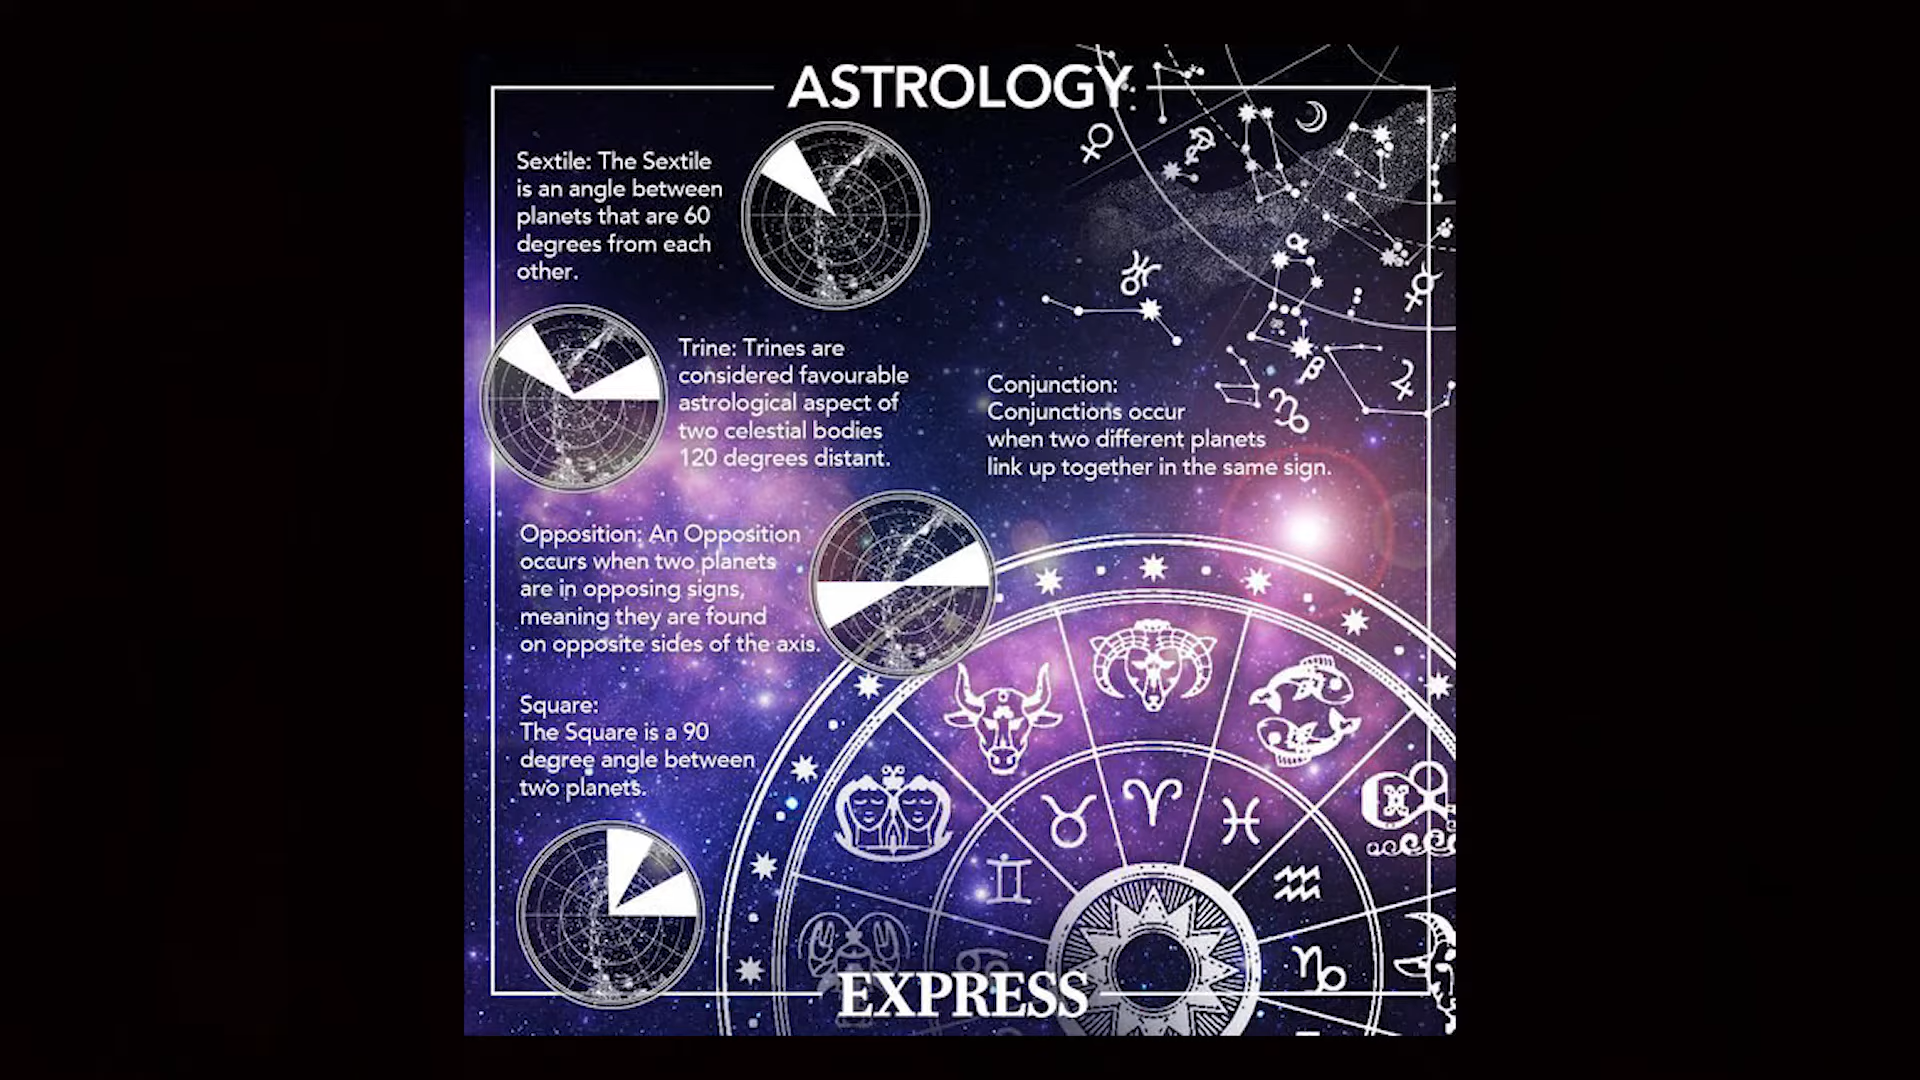 ASTROLOGY
Sextile: The Sextile
is an angle between
planets that are 60
degrees from each
other.
Trine: Trines are
considered favourable
astrological aspect of
two celestial bodies
120 degrees distant.
Conjunction:
Conjunctions occur
when two different planets
link up together in the same sign.
Opposition: An Opposition
occurs when two planets
are in opposing signs,
meaning they are found
on opposite sides of the axis.
Square:
The Square is a 90
degree angle between
two planets.
EXPRESS